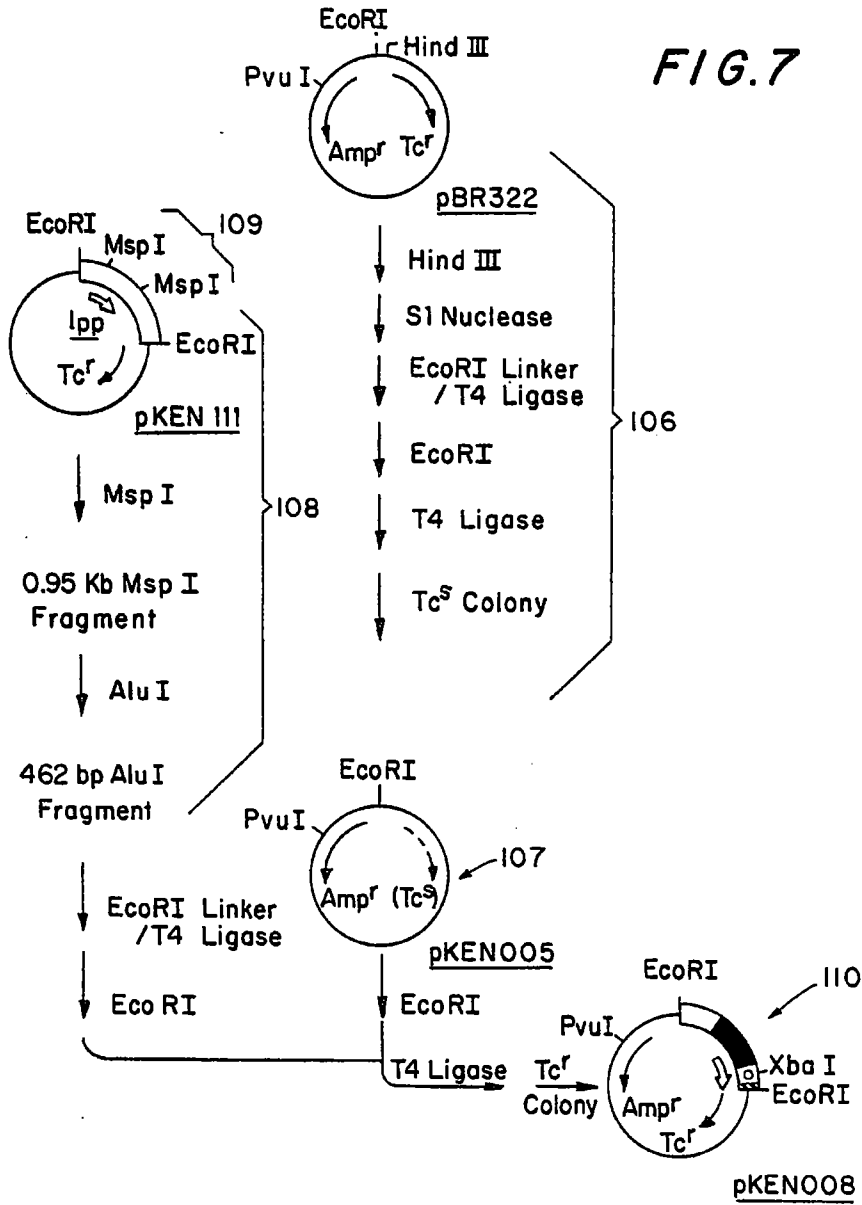 FIG.7
EcoRI
Hind III
PvuI
Ampʳ Tcʳ
pBR322
Hind III
S1 Nuclease
EcoRI Linker
/T4 Ligase
EcoRI
T4 Ligase
Tcˢ Colony
106
EcoRI
MspI
MspI
109
lpp
EcoRI
Tcʳ
pKEN 111
Msp I
0.95 Kb Msp I
Fragment
Alu I
462 bp Alu I
Fragment
108
EcoRI Linker
/T4 Ligase
Eco RI
EcoRI
PvuI
Ampʳ (Tcˢ)
107
pKEN005
EcoRI
T4 Ligase
Tcʳ
Colony
EcoRI
110
PvuI
Xba I
EcoRI
Ampʳ
Tcʳ
pKEN008